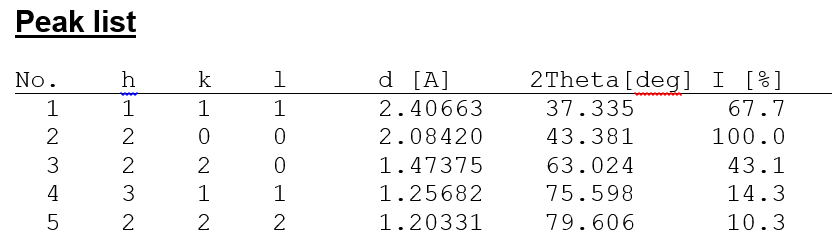 Peak list
No. h k l d [A] 2Theta[deg] I [%]
1 1 1 1 2.40663 37.335 67.7
2 2 0 0 2.08420 43.381 100.0
3 2 2 0 1.47375 63.024 43.1
4 3 1 1 1.25682 75.598 14.3
5 2 2 2 1.20331 79.606 10.3